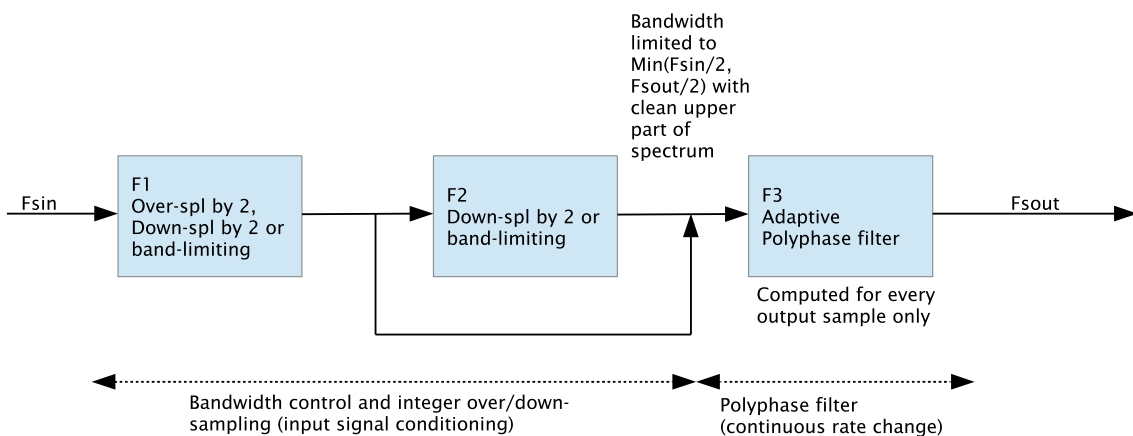 Bandwidth
limited to
Min(Fsin/2,
Fsout/2) with
clean upper
part of
spectrum
Fsin
F1
Over-spl by 2,
Down-spl by 2 or
band-limiting
F2
Down-spl by 2 or
band-limiting
F3
Adaptive
Polyphase filter
Fsout
Computed for every
output sample only
Bandwidth control and integer over/down-
sampling (input signal conditioning)
Polyphase filter
(continuous rate change)